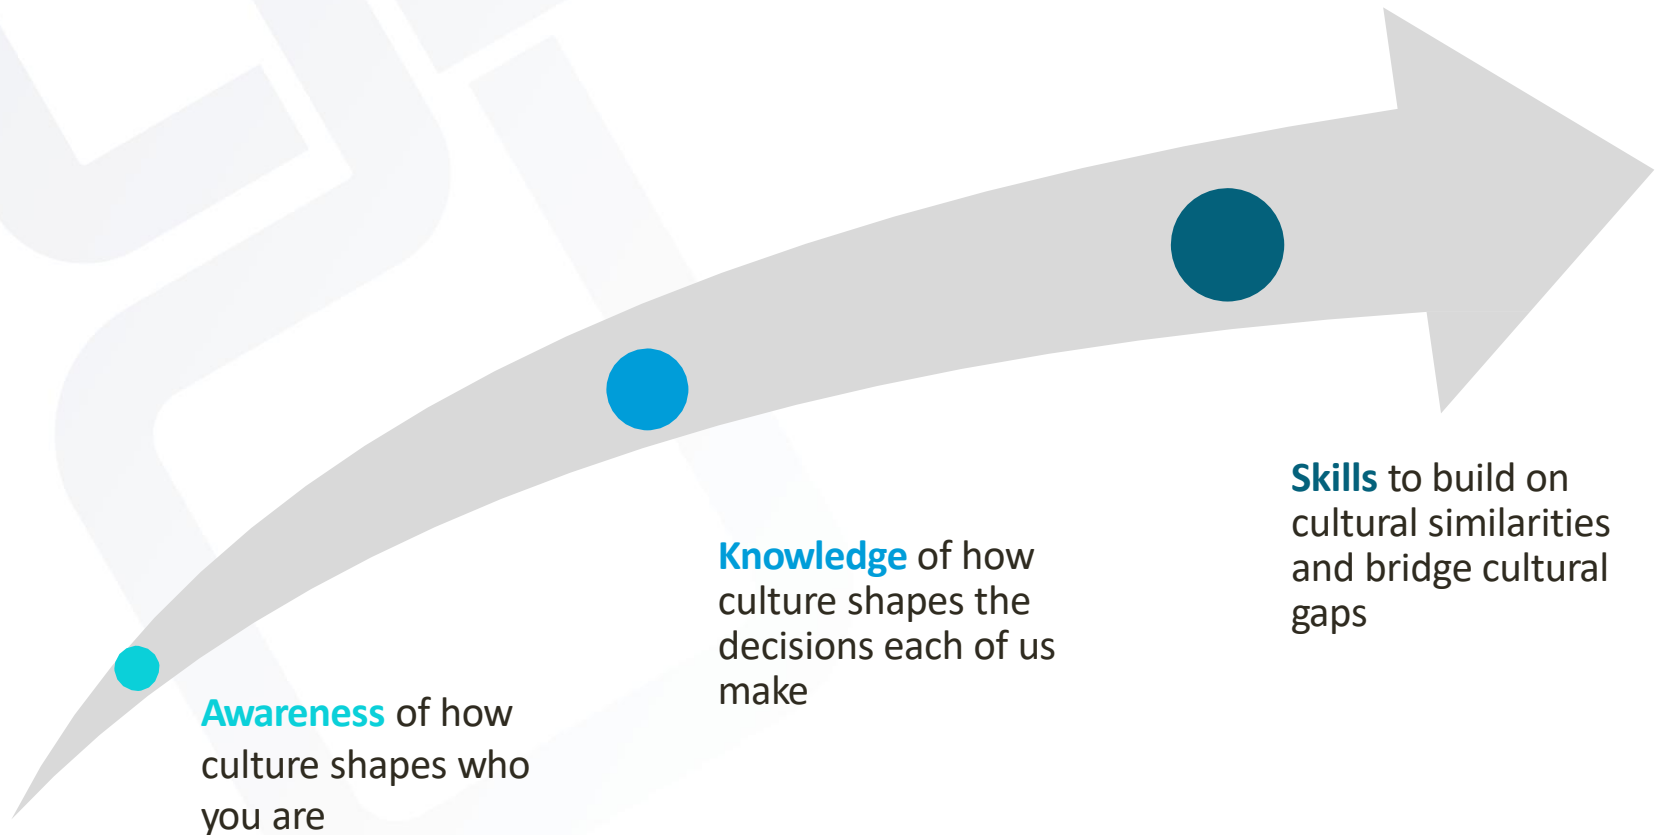 Awareness of how
culture shapes who
you are
Knowledge of how
culture shapes the
decisions each of us
make
Skills to build on
cultural similarities
and bridge cultural
gaps